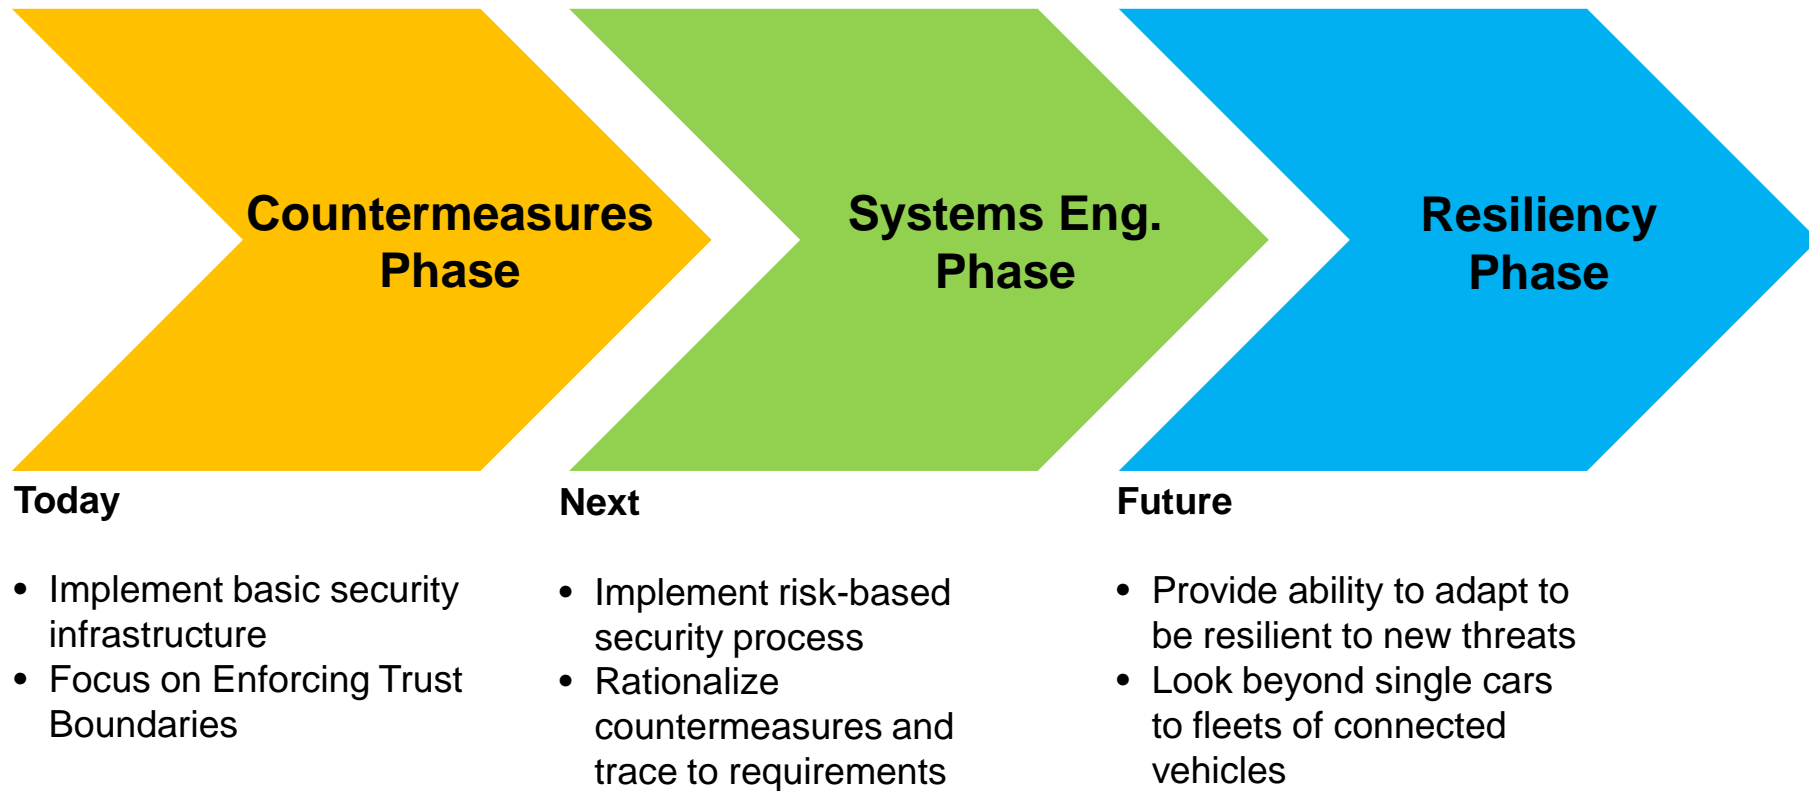 Countermeasures
Phase
Systems Eng.
Phase
Resiliency
Phase
Today
• Implement basic security
infrastructure
• Focus on Enforcing Trust
Boundaries
Next
• Implement risk-based
security process
• Rationalize
countermeasures and
trace to requirements
Future
• Provide ability to adapt to
be resilient to new threats
• Look beyond single cars
to fleets of connected
vehicles